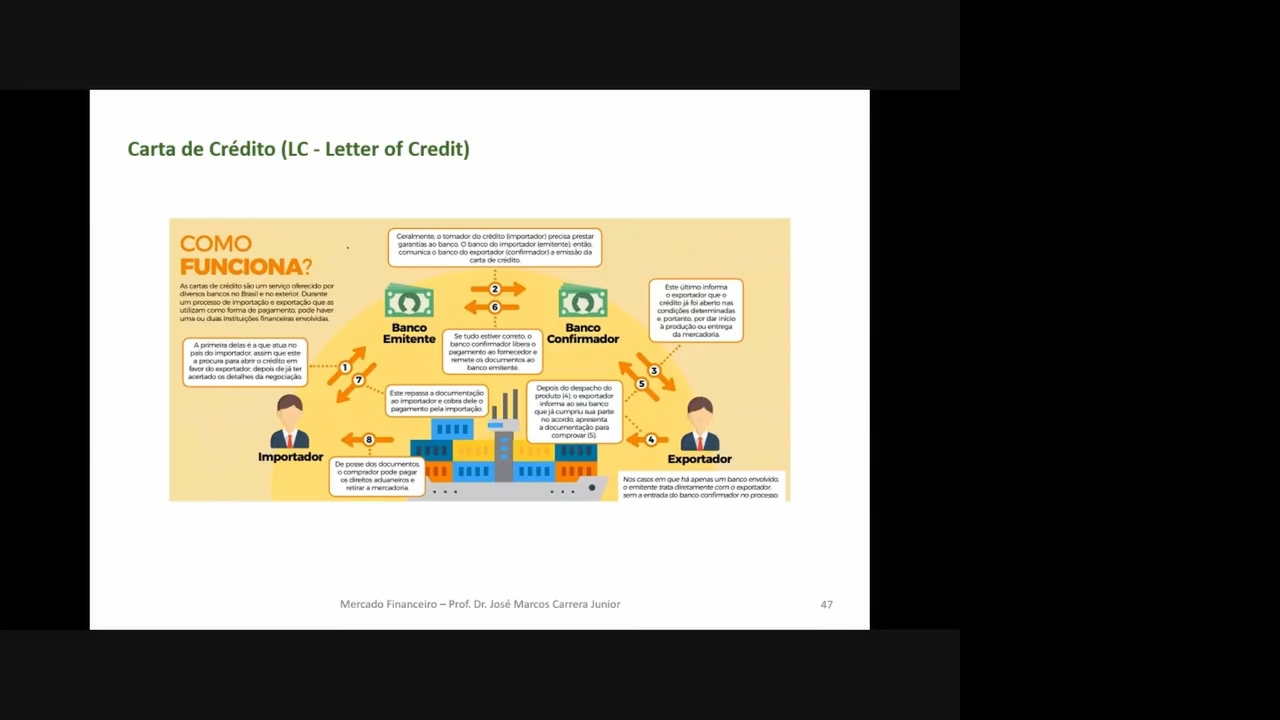 Carta de Crédito (LC - Letter of Credit)
COMO
FUNCIONA?
As cartas de crédito são um serviço oferecido por
diversos bancos no Brasil e no exterior. Durante
um processo de importação e exportação que as
utilizam como forma de pagamento, pode haver
uma ou duas instituições financeiras envolvidas.
Geralmente, o tomador do crédito (importador) precisa prestar
garantias ao banco. O banco do importador (emitente), então,
comunica o banco do exportador (confirmador) a emissão da
carta de crédito.
2
6
Banco
Emitente
Banco
Confirmador
Este último informa
o exportador que o
crédito já foi aberto nas
condições determinadas
e, portanto, por dar início
à produção ou entrega
da mercadoria.
Se tudo estiver correto, o
banco confirmador libera o
pagamento ao fornecedor e
remete os documentos ao
banco emitente.
A primeira delas é a que atua no
país do importador, assim que este
a procura para abrir o crédito em
favor do exportador, depois de já ter
acertado os detalhes da negociação.
1
7
3
5
Este repassa a documentação
ao importador e cobra dele o
pagamento pela importação.
Depois do despacho do
produto (4), o exportador
informa ao seu banco
que já cumpriu sua parte
no acordo, apresenta
a documentação para
comprovar (5).
8
4
Importador
Exportador
De posse dos documentos,
o comprador pode pagar
os direitos aduaneiros e
retirar a mercadoria.
Nos casos em que há apenas um banco envolvido,
o emitente trata diretamente com o exportador,
sem a entrada do banco confirmador no processo.
Mercado Financeiro – Prof. Dr. José Marcos Carrera Junior
47